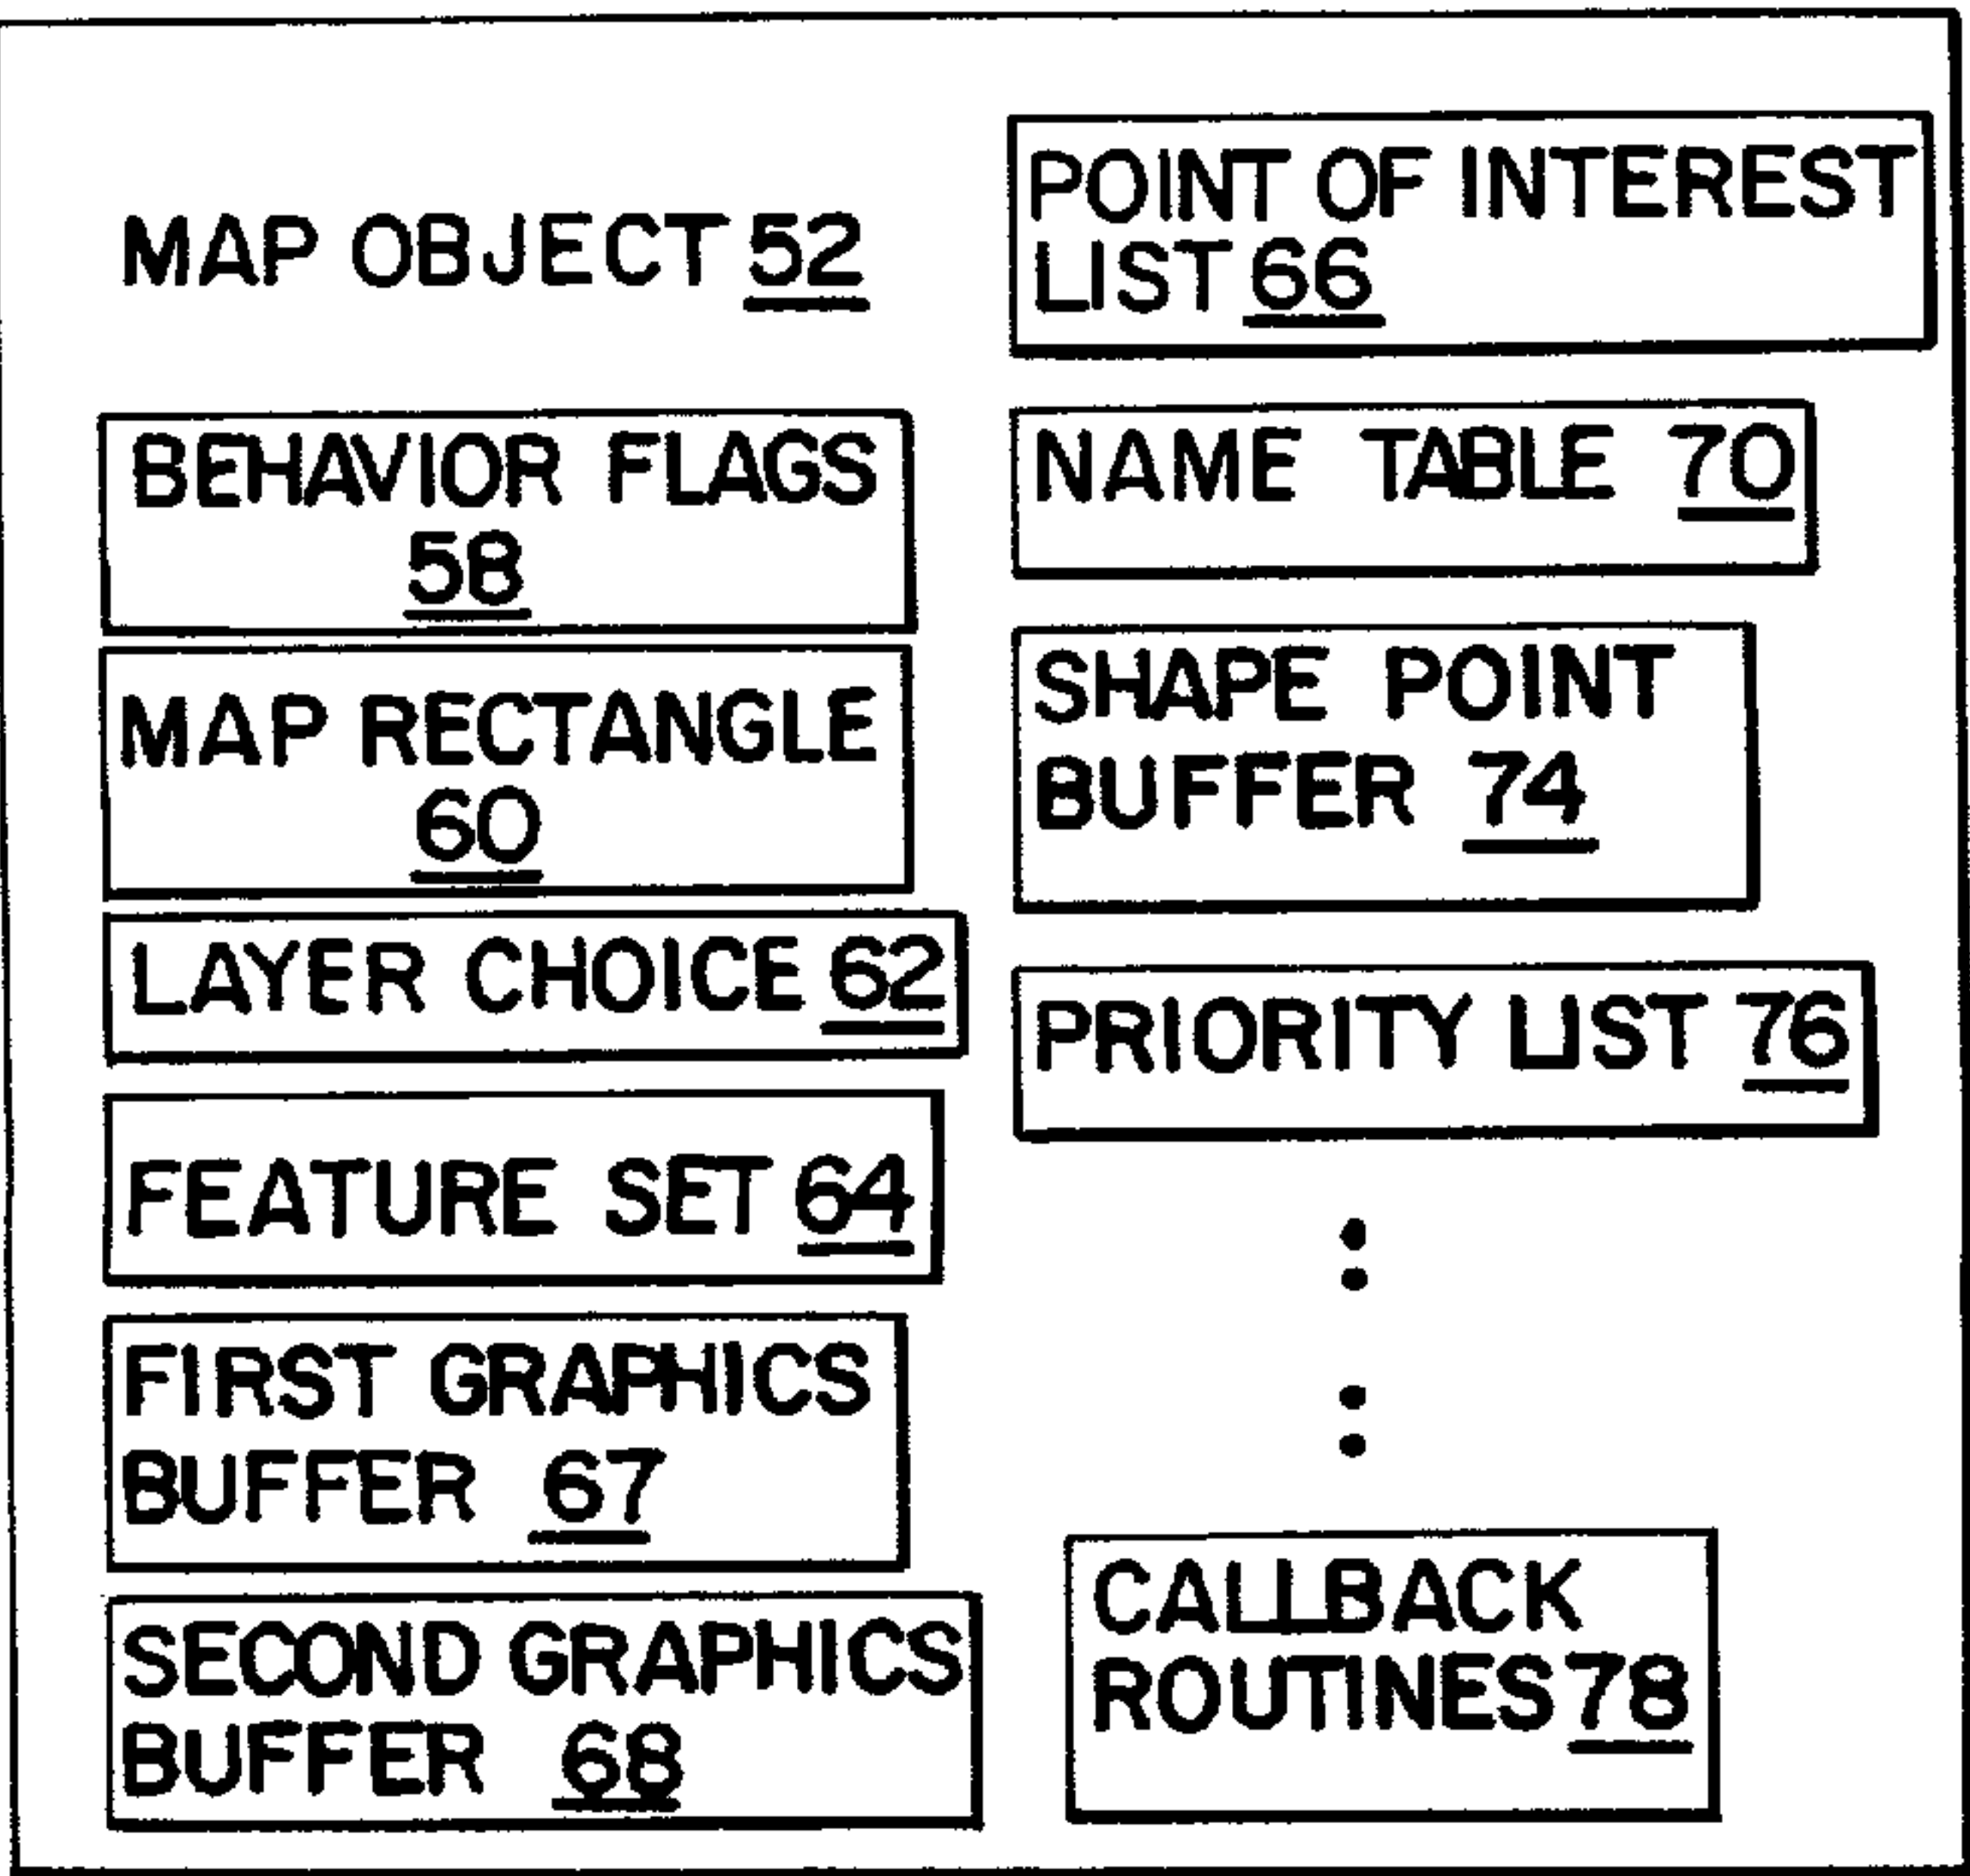 MAP OBJECT 52
BEHAVIOR FLAGS
58
MAP RECTANGLE
60
LAYER CHOICE 62
FEATURE SET 64
FIRST GRAPHICS
BUFFER 67
SECOND GRAPHICS
BUFFER 68
POINT OF INTEREST
LIST 66
NAME TABLE 70
SHAPE POINT
BUFFER 74
PRIORITY LIST 76
CALLBACK
ROUTINES 78